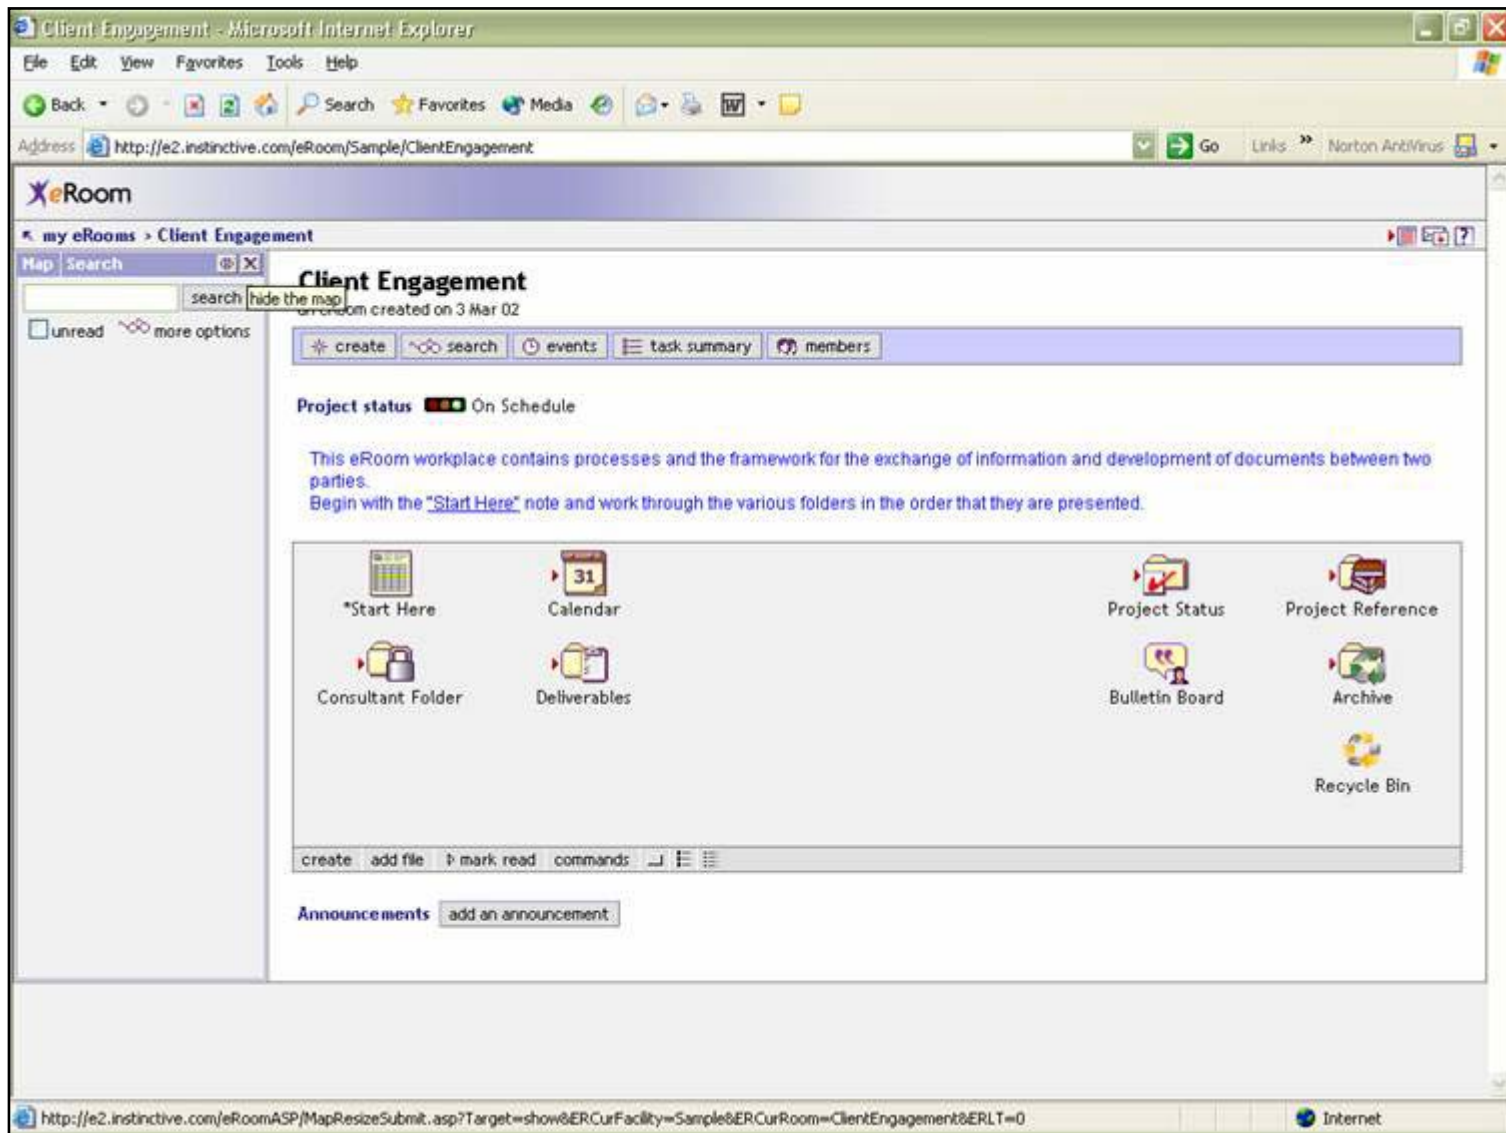 Client Engagement - Microsoft Internet Explorer
File Edit View Favorites Tools Help
Back Search Favorites Media W
Address http://e2.instinctive.com/eRoom/Sample/ClientEngagement Go Links » Norton AntiVirus
eRoom
my eRooms > Client Engagement ?
Map Search X
search hide the map
unread more options
Client Engagement
an eRoom created on 3 Mar 02
create search events task summary members
Project status On Schedule
This eRoom workplace contains processes and the framework for the exchange of information and development of documents between two
parties.
Begin with the "Start Here" note and work through the various folders in the order that they are presented.
31
*Start Here Calendar Project Status Project Reference
Consultant Folder Deliverables Bulletin Board Archive
Recycle Bin
create add file mark read commands
Announcements add an announcement
http://e2.instinctive.com/eRoomASP/MapResizeSubmit.asp?Target=show&ERCurFacility=Sample&ERCurRoom=ClientEngagement&ERLT=0 Internet